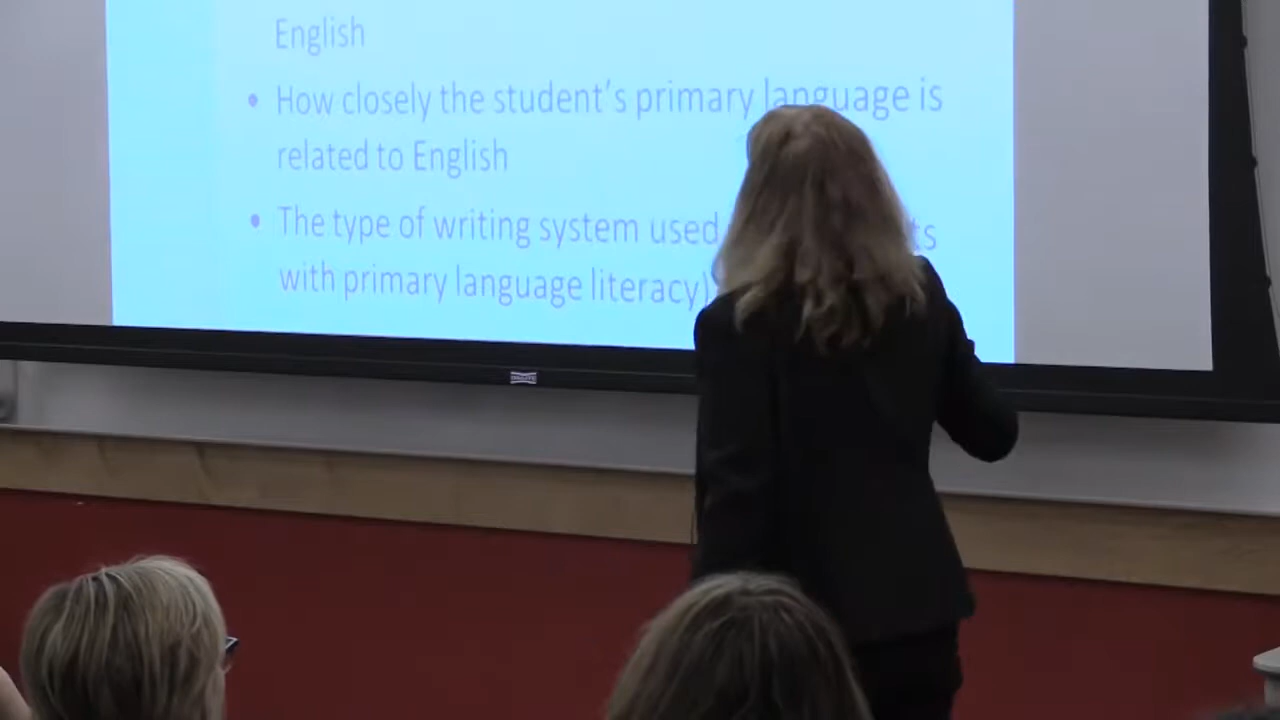 English
• How closely the student's primary language is
related to English
• The type of writing system used
with primary language literacy)